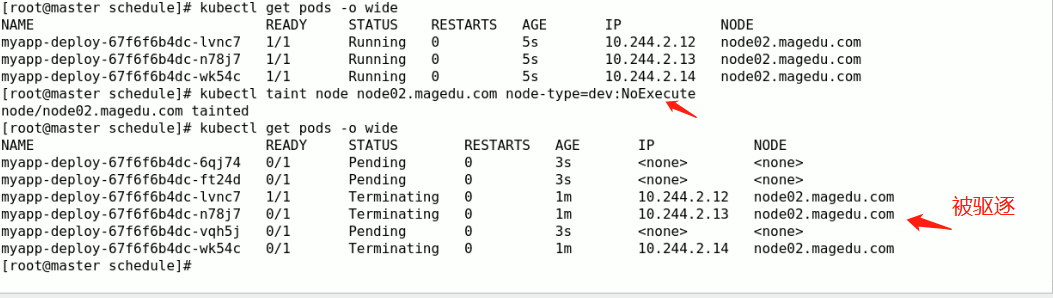 [root@master schedule]# kubectl get pods -o wide
NAME READY STATUS RESTARTS AGE IP NODE
myapp-deploy-67f6f6b4dc-lvnc7 1/1 Running 0 5s 10.244.2.12 node02.magedu.com
myapp-deploy-67f6f6b4dc-n78j7 1/1 Running 0 5s 10.244.2.13 node02.magedu.com
myapp-deploy-67f6f6b4dc-wk54c 1/1 Running 0 5s 10.244.2.14 node02.magedu.com
[root@master schedule]# kubectl taint node node02.magedu.com node-type=dev:NoExecute
node/node02.magedu.com tainted
[root@master schedule]# kubectl get pods -o wide
NAME READY STATUS RESTARTS AGE IP NODE
myapp-deploy-67f6f6b4dc-6qj74 0/1 Pending 0 3s <none> <none>
myapp-deploy-67f6f6b4dc-ft24d 0/1 Pending 0 3s <none> <none>
myapp-deploy-67f6f6b4dc-lvnc7 1/1 Terminating 0 1m 10.244.2.12 node02.magedu.com
myapp-deploy-67f6f6b4dc-n78j7 0/1 Terminating 0 1m 10.244.2.13 node02.magedu.com
被驱逐
myapp-deploy-67f6f6b4dc-vqh5j 0/1 Pending 0 3s <none> <none>
myapp-deploy-67f6f6b4dc-wk54c 0/1 Terminating 0 1m 10.244.2.14 node02.magedu.com
[root@master schedule]#